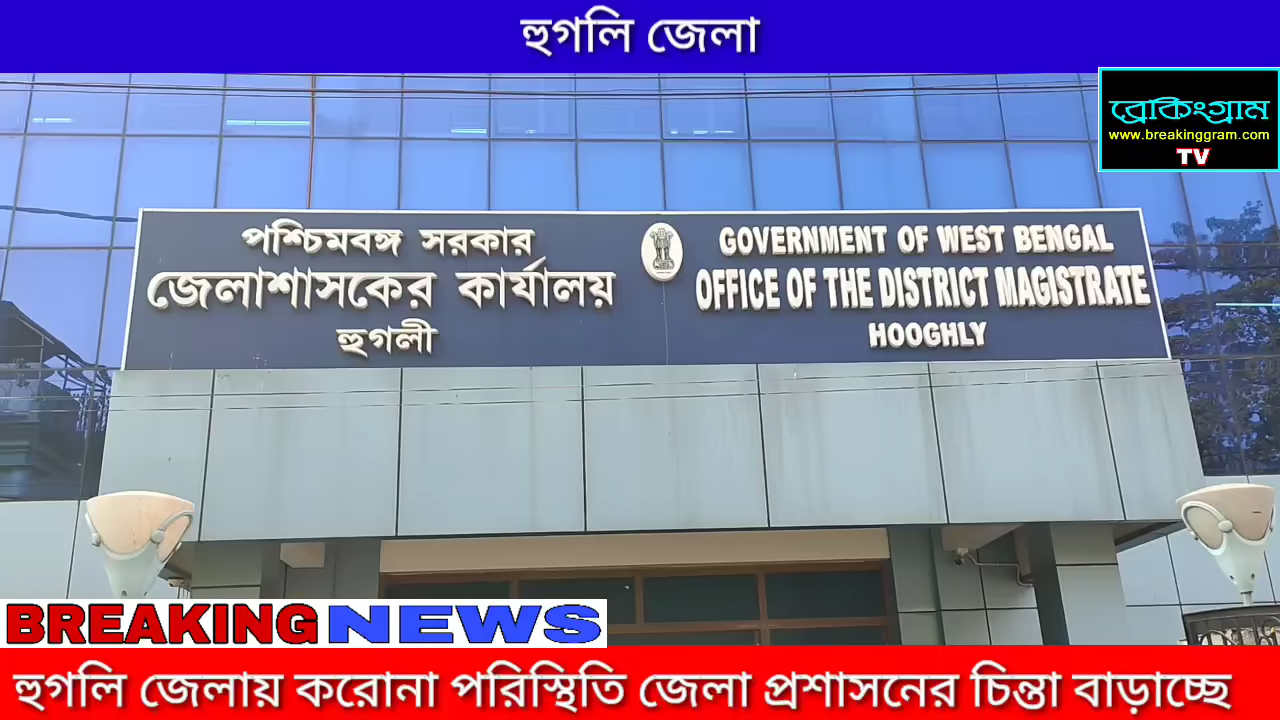 হুগলি জেলা
ব্রেকিংগ্রাম
www.breakinggram.com
TV
পশ্চিমবঙ্গ সরকার
জেলাশাসকের কার্যালয়
হুগলী
GOVERNMENT OF WEST BENGAL
OFFICE OF THE DISTRICT MAGISTRATE
HOOGHLY
BREAKING NEWS
হুগলি জেলায় করোনা পরিস্থিতি জেলা প্রশাসনের চিন্তা বাড়াচ্ছে